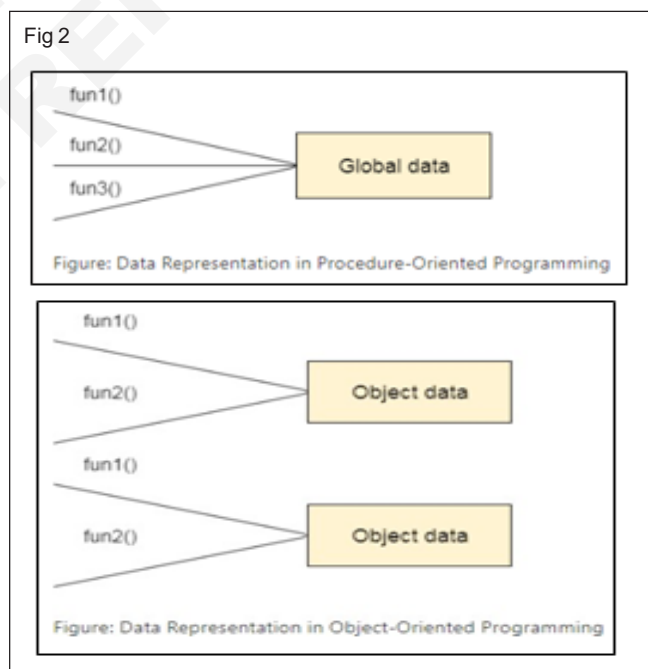 Fig 2
fun1()
fun2()
fun3()
Global data
Figure: Data Representation in Procedure-Oriented Programming
fun1()
fun2()
Object data
fun1()
fun2()
Object data
Figure: Data Representation in Object-Oriented Programming